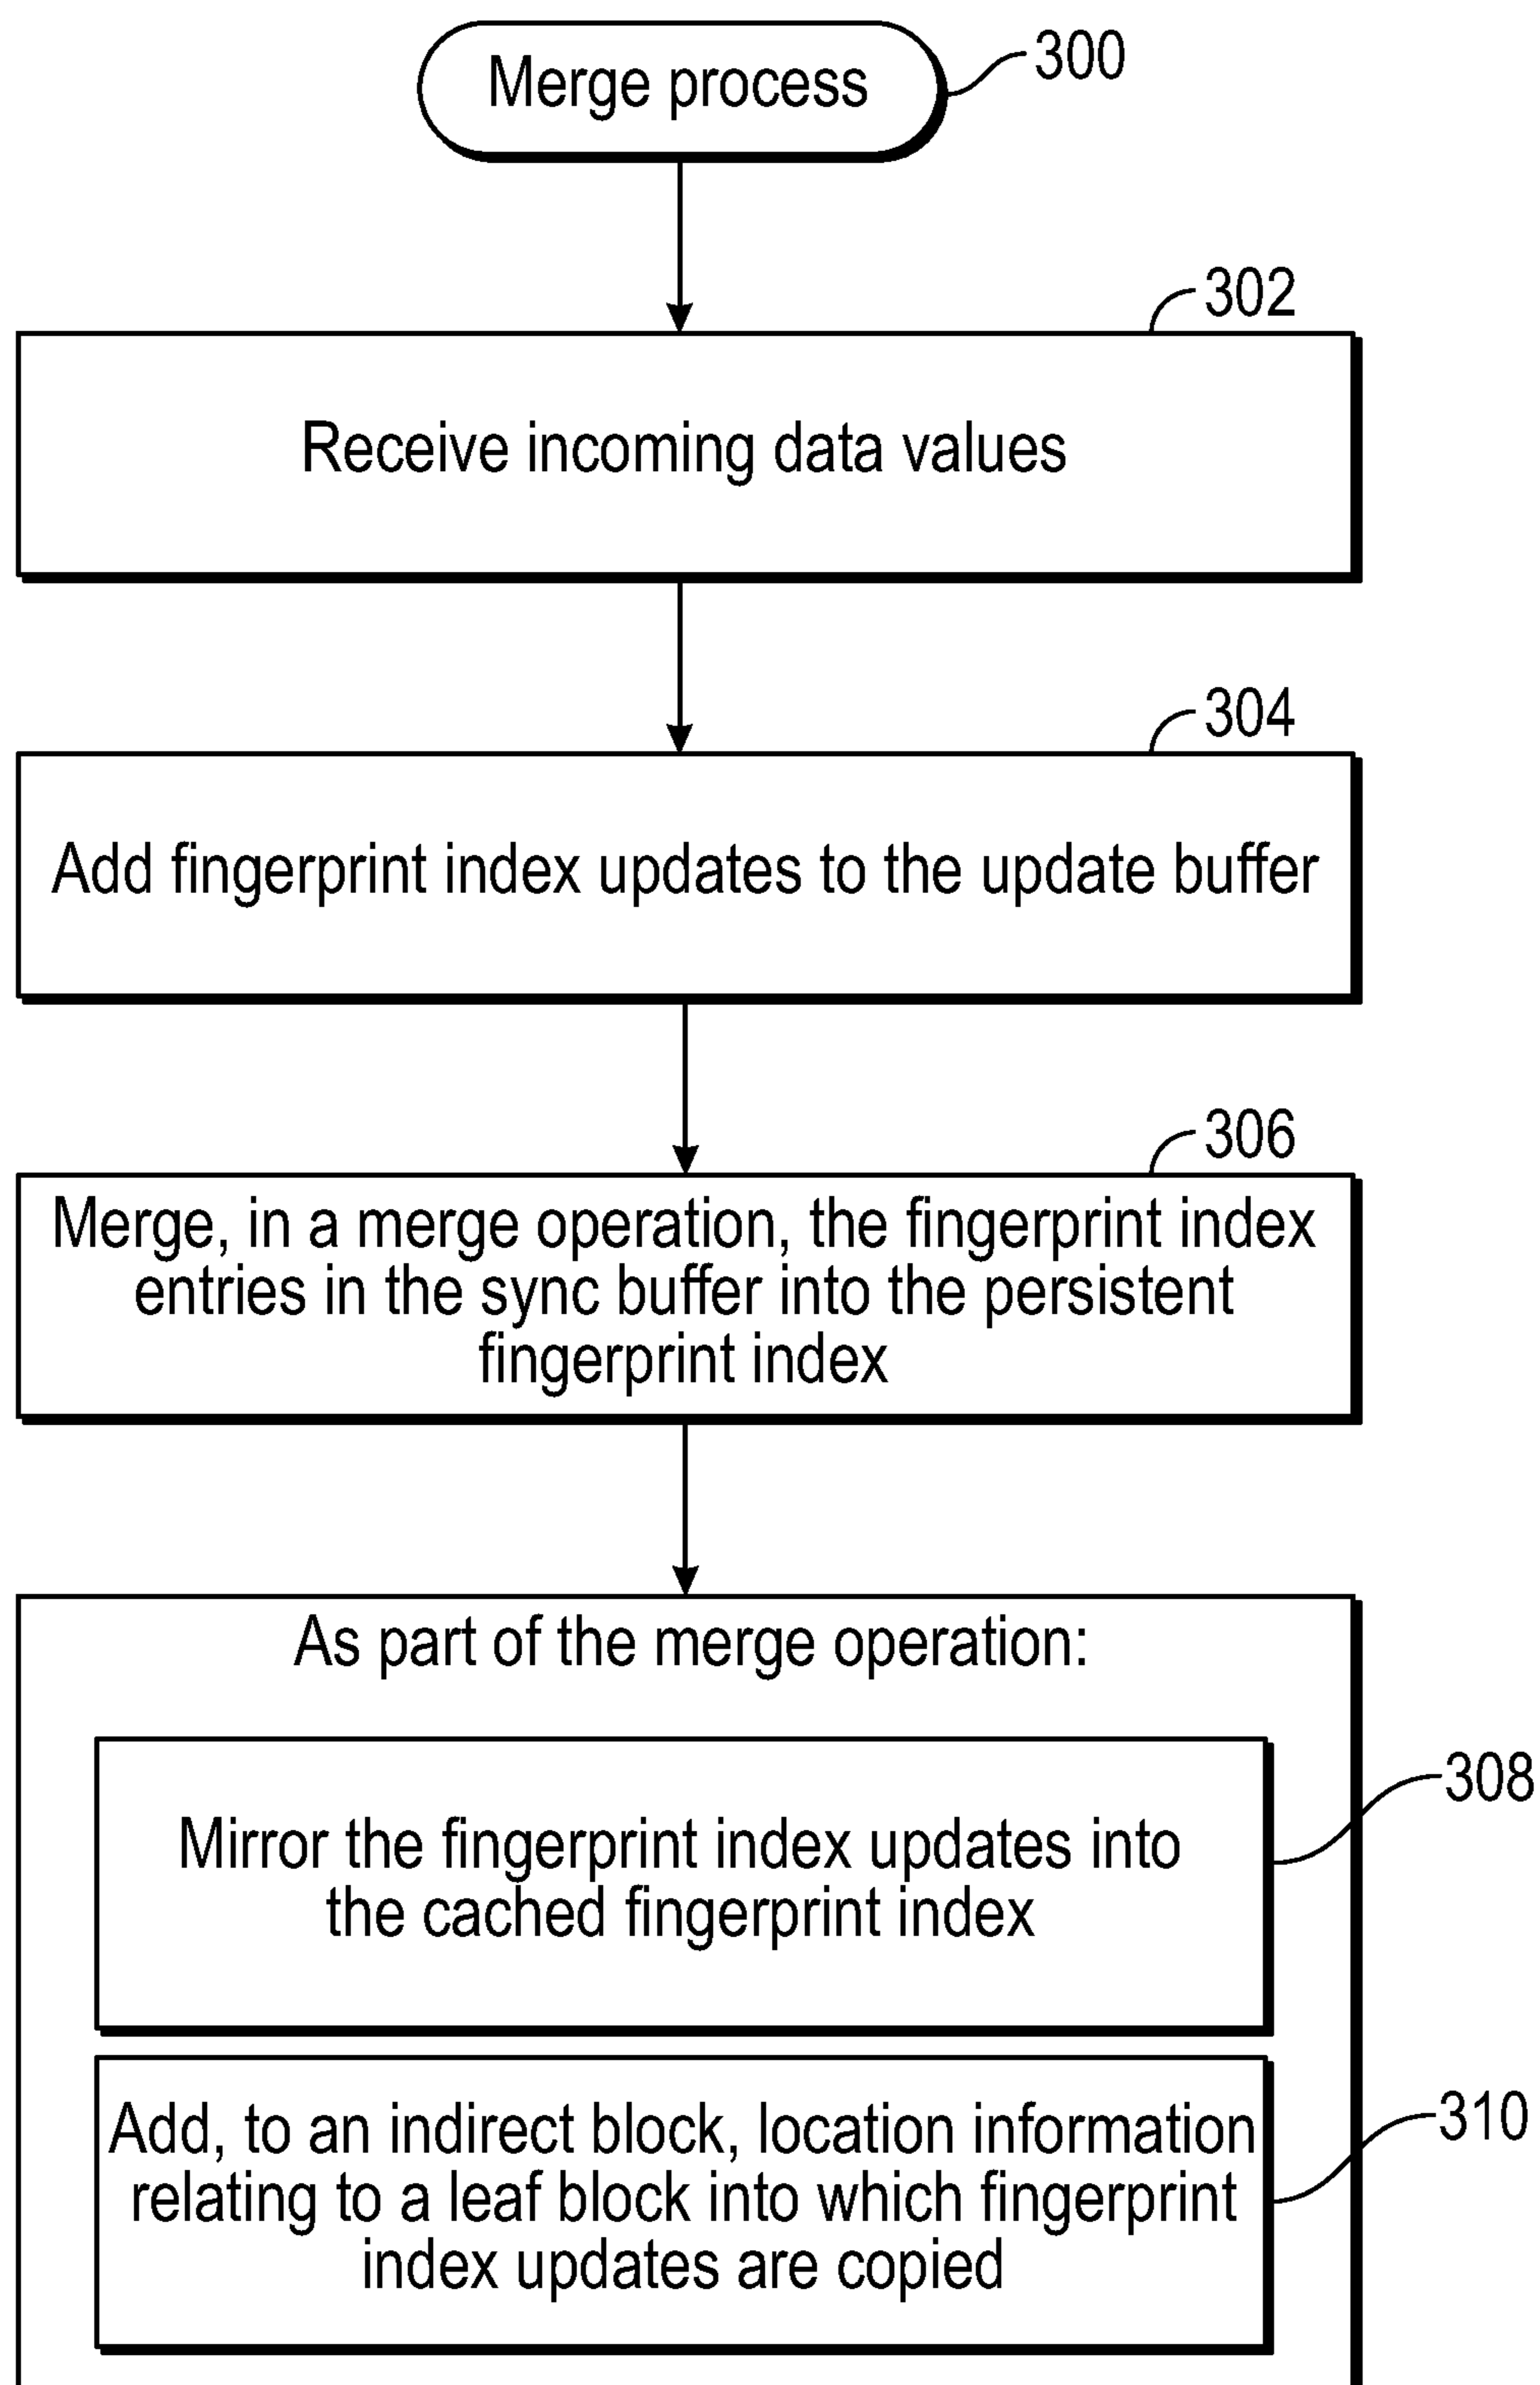 Merge process
300
302
Receive incoming data values
304
Add fingerprint index updates to the update buffer
306
Merge, in a merge operation, the fingerprint index
entries in the sync buffer into the persistent
fingerprint index
As part of the merge operation:
308
Mirror the fingerprint index updates into
the cached fingerprint index
310
Add, to an indirect block, location information
relating to a leaf block into which fingerprint
index updates are copied